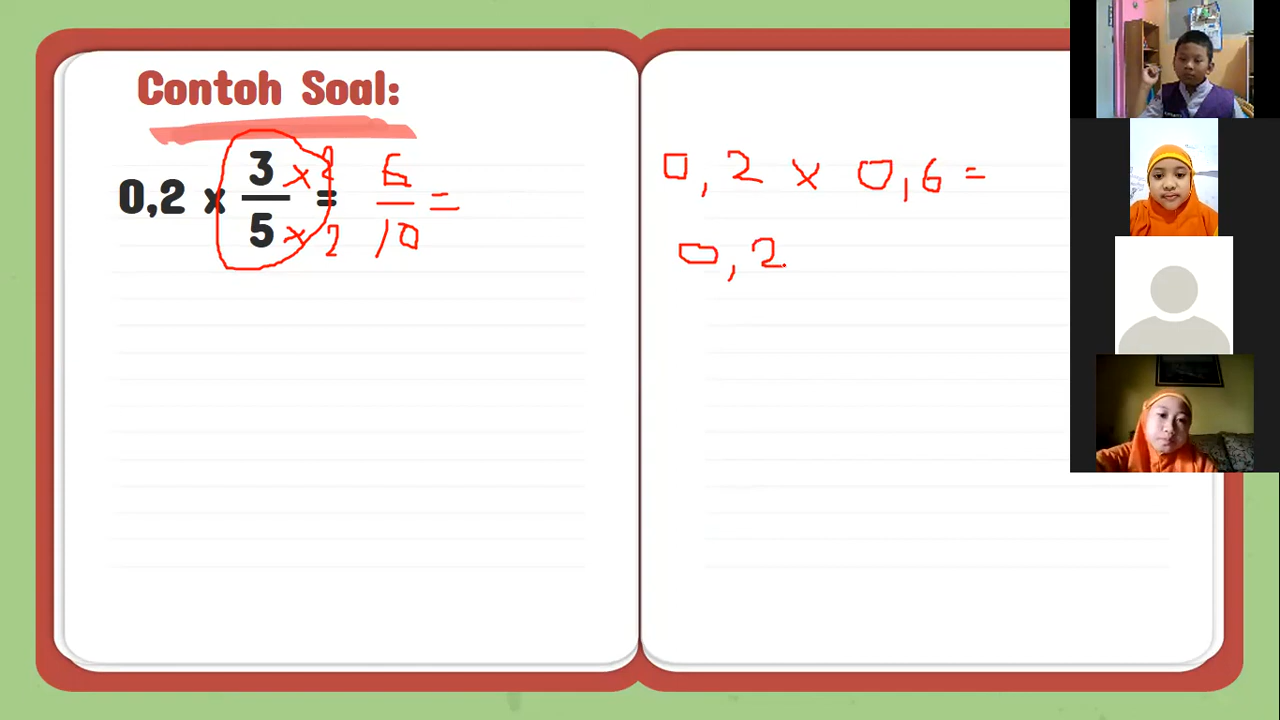 Contoh Soal:
0,2 x 3/5 x 2 / x 2 = 6/10 =
0,2 x 0,6 =
0,2